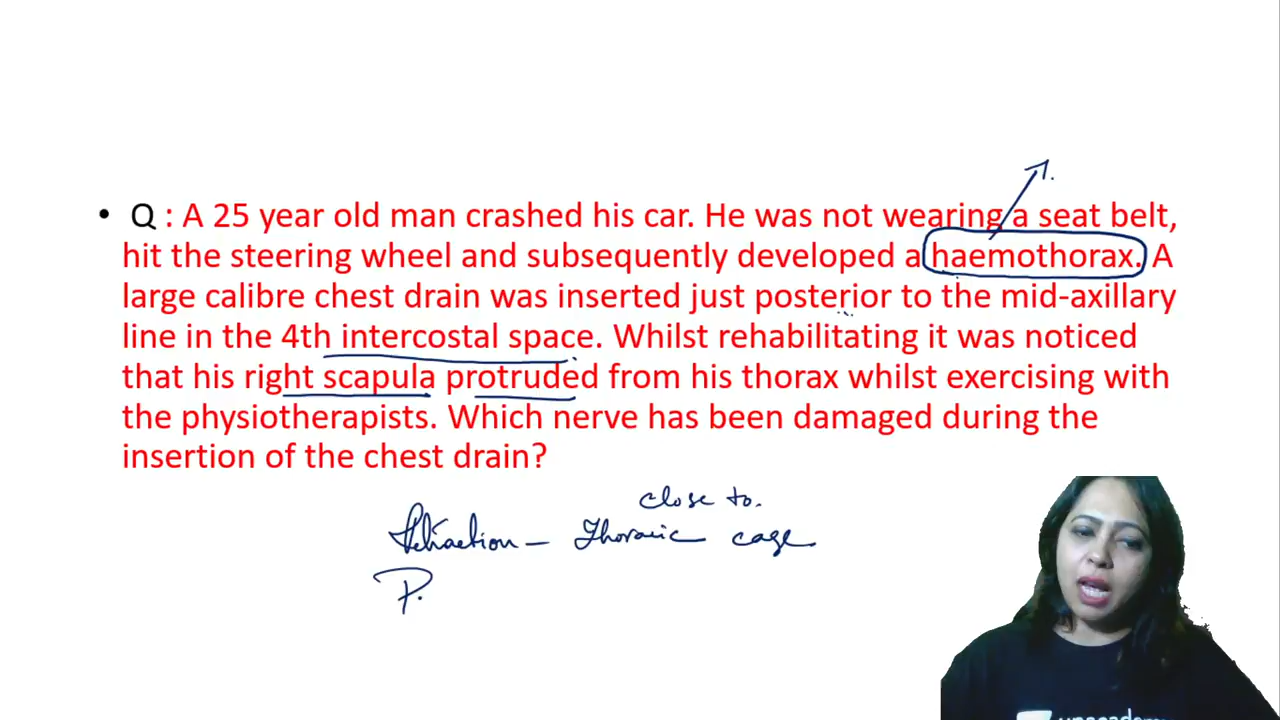 • Q : A 25 year old man crashed his car. He was not wearing a seat belt,
hit the steering wheel and subsequently developed a haemothorax. A
large calibre chest drain was inserted just posterior to the mid-axillary
line in the 4th intercostal space. Whilst rehabilitating it was noticed
that his right scapula protruded from his thorax whilst exercising with
the physiotherapists. Which nerve has been damaged during the
insertion of the chest drain?
close to.
Retraction – Thoracic cage
P.